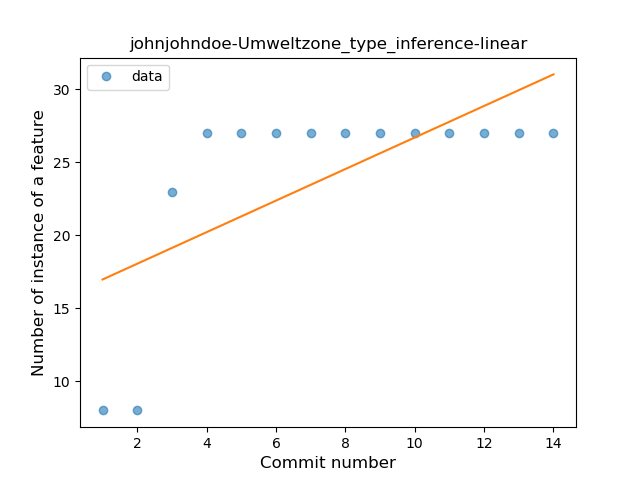 johnjohndoe-Umweltzone_type_inference-linear
data
Number of instance of a feature
30
25
20
15
10
2 4 6 8 10 12 14
Commit number